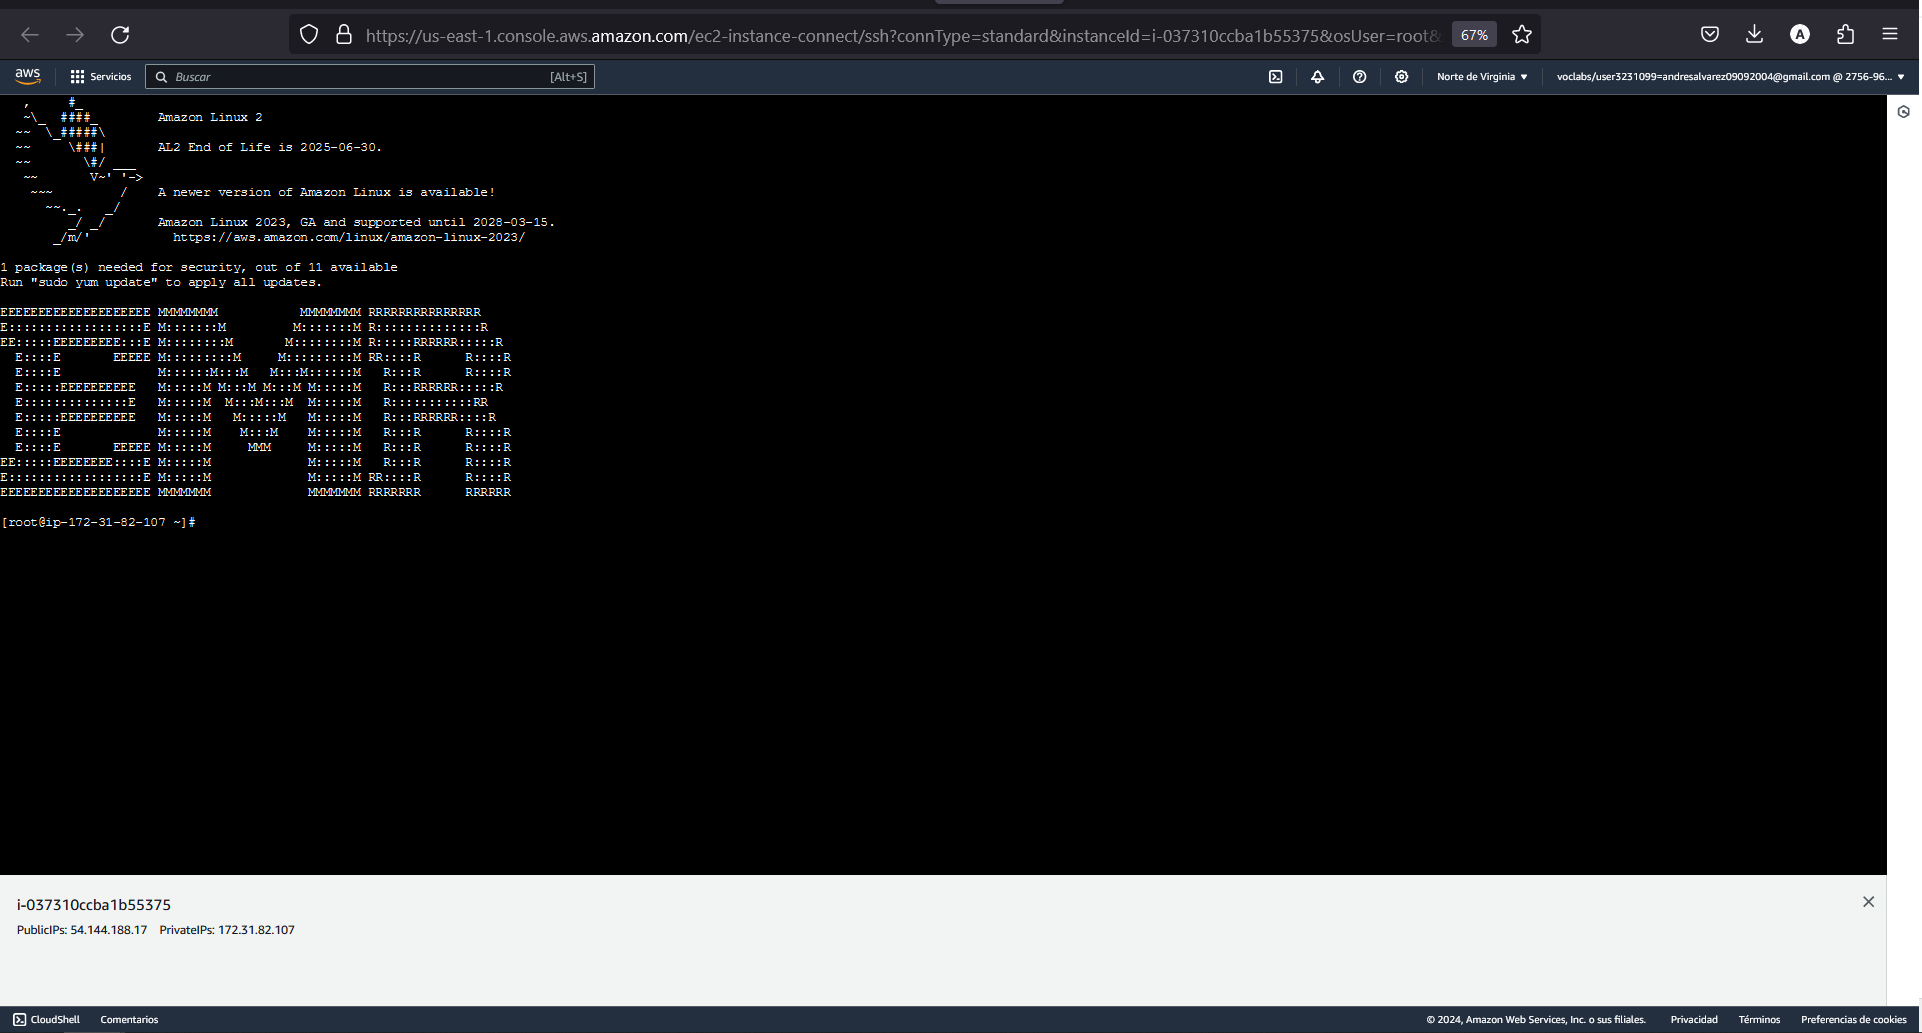 https://us-east-1.console.aws.amazon.com/ec2-instance-connect/ssh?connType=standard&instanceId=i-037310ccba1b55375&osUser=root& 67% A
aws Servicios Buscar [Alt+S] Norte de Virginia ▼ voclabs/user3231099=andresalvarez09092004@gmail.com @ 2756-96... ▼
   ,     #_
   ~\_  ####_        Amazon Linux 2
  ~~  \_#####\
  ~~     \###|       AL2 End of Life is 2025-06-30.
  ~~       \#/ ___
   ~~       V~' '->
    ~~~         /    A newer version of Amazon Linux is available!
      ~~._.   _/
         _/ _/       Amazon Linux 2023, GA and supported until 2028-03-15.
       _/m/'           https://aws.amazon.com/linux/amazon-linux-2023/
1 package(s) needed for security, out of 11 available
Run "sudo yum update" to apply all updates.
EEEEEEEEEEEEEEEEEEEE MMMMMMMM           MMMMMMMM RRRRRRRRRRRRRRR
E::::::::::::::::::E M:::::::M         M:::::::M R::::::::::::::R
EE:::::EEEEEEEEE:::E M::::::::M       M::::::::M R:::::RRRRRR:::::R
  E::::E       EEEEE M:::::::::M     M:::::::::M RR::::R      R::::R
  E::::E             M::::::M:::M   M:::M::::::M   R:::R      R::::R
  E:::::EEEEEEEEEE   M:::::M M:::M M:::M M:::::M   R:::RRRRRR:::::R
  E::::::::::::::E   M:::::M  M:::M:::M  M:::::M   R:::::::::::RR
  E:::::EEEEEEEEEE   M:::::M   M:::::M   M:::::M   R:::RRRRRR::::R
  E::::E             M:::::M    M:::M    M:::::M   R:::R      R::::R
  E::::E       EEEEE M:::::M     MMM     M:::::M   R:::R      R::::R
EE:::::EEEEEEEE::::E M:::::M             M:::::M   R:::R      R::::R
E::::::::::::::::::E M:::::M             M:::::M RR::::R      R::::R
EEEEEEEEEEEEEEEEEEEE MMMMMMM             MMMMMMM RRRRRRR      RRRRRR
[root@ip-172-31-82-107 ~]#
i-037310ccba1b55375
PublicIPs: 54.144.188.17 PrivateIPs: 172.31.82.107
CloudShell Comentarios © 2024, Amazon Web Services, Inc. o sus filiales. Privacidad Términos Preferencias de cookies